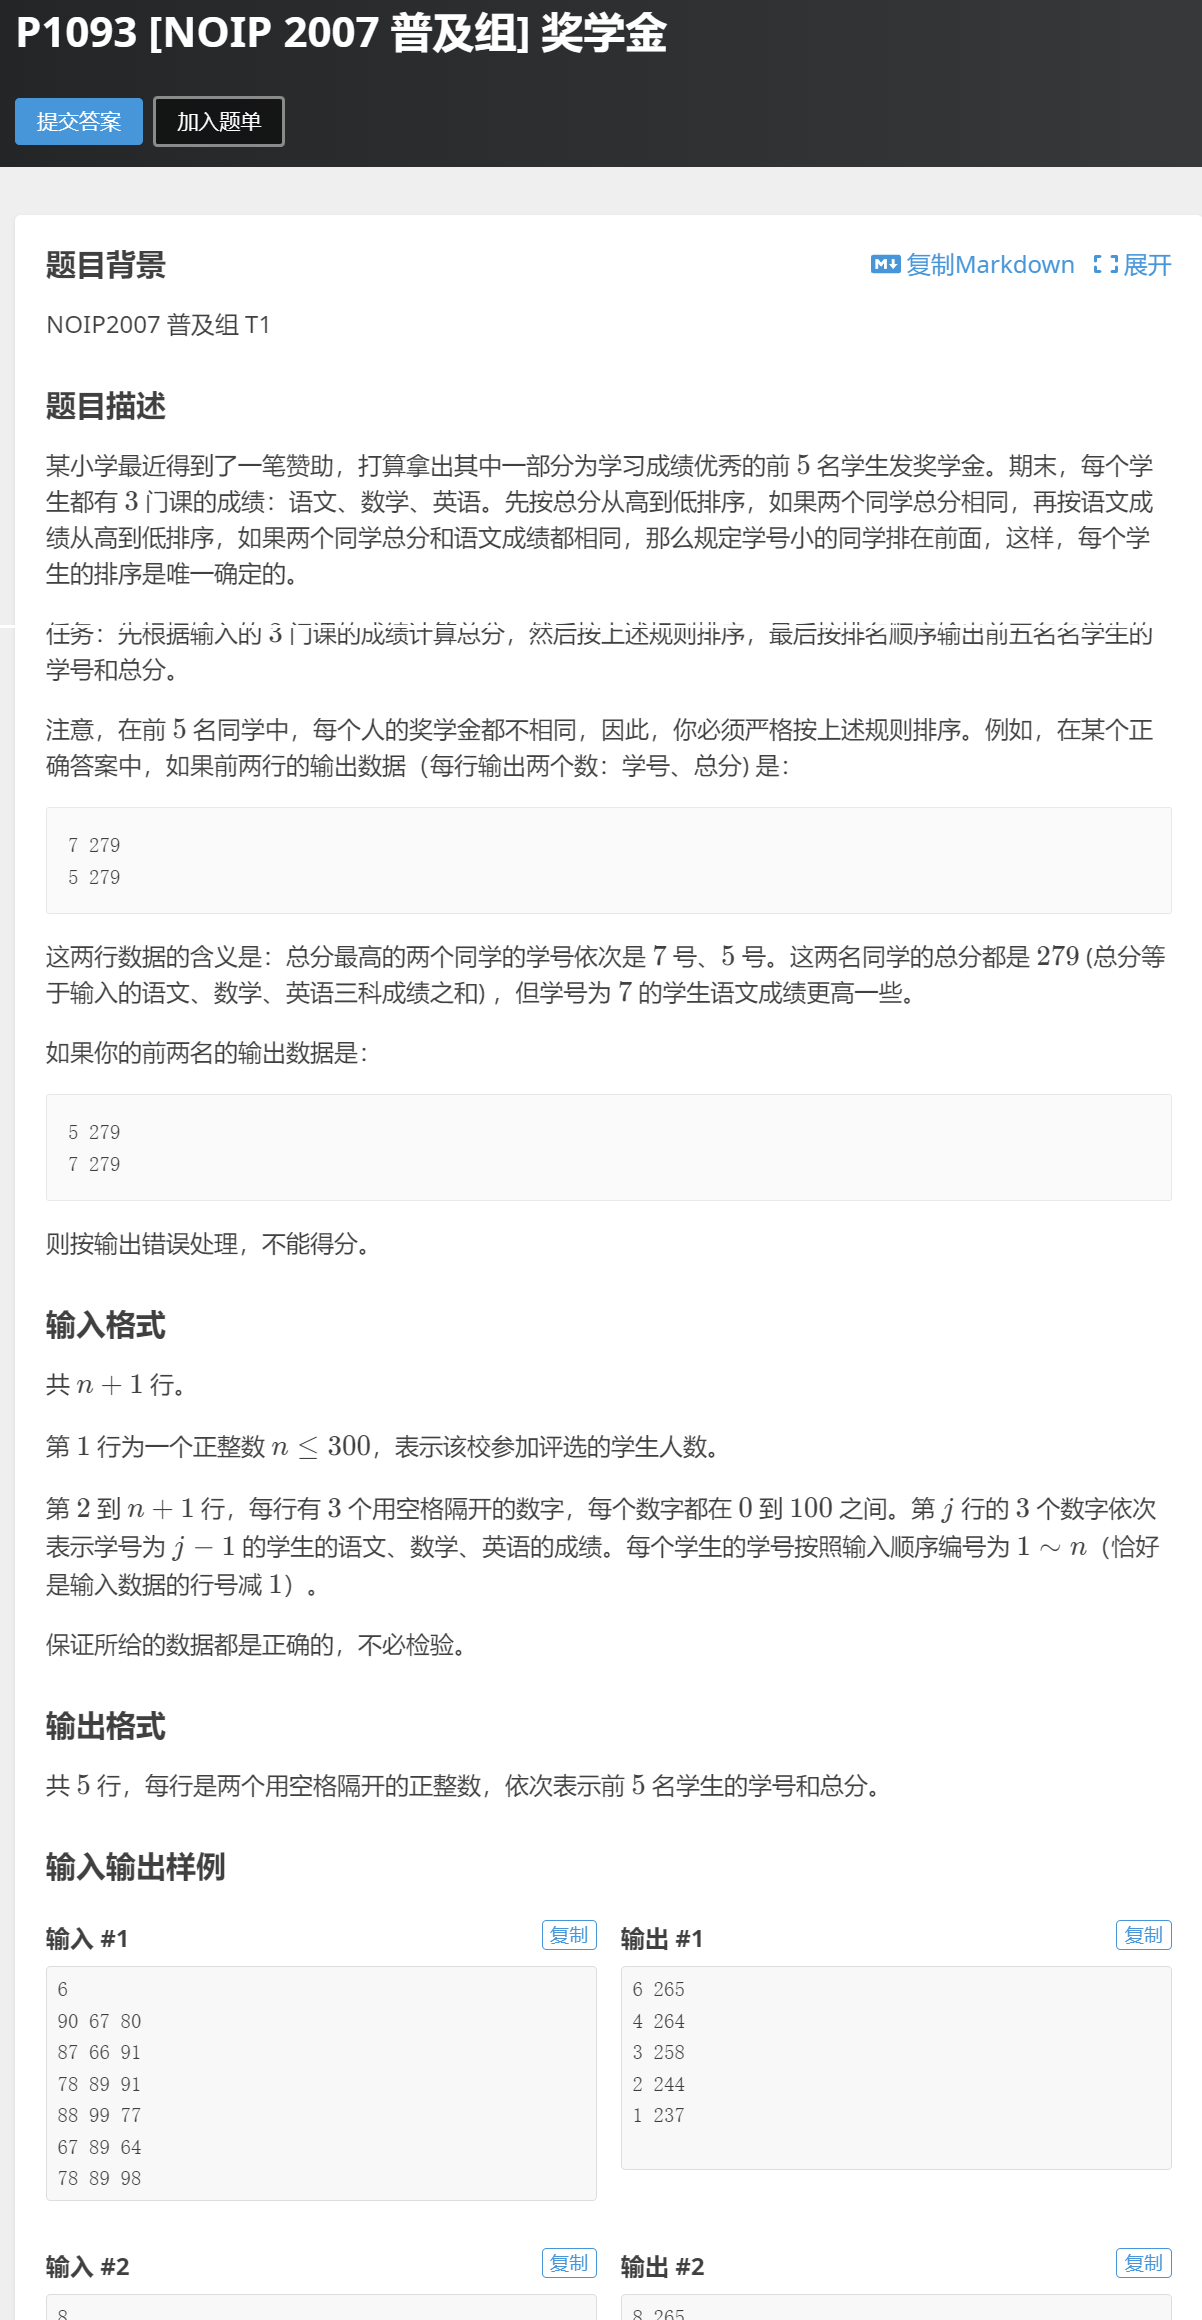 P1093 [NOIP 2007 普及组] 奖学金
提交答案 加入题单
题目背景 复制Markdown 展开
NOIP2007 普及组 T1
题目描述
某小学最近得到了一笔赞助，打算拿出其中一部分为学习成绩优秀的前 5 名学生发奖学金。期末，每个学
生都有 3 门课的成绩：语文、数学、英语。先按总分从高到低排序，如果两个同学总分相同，再按语文成
绩从高到低排序，如果两个同学总分和语文成绩都相同，那么规定学号小的同学排在前面，这样，每个学
生的排序是唯一确定的。
任务：先根据输入的 3 门课的成绩计算总分，然后按上述规则排序，最后按排名顺序输出前五名名学生的
学号和总分。
注意，在前 5 名同学中，每个人的奖学金都不相同，因此，你必须严格按上述规则排序。例如，在某个正
确答案中，如果前两行的输出数据（每行输出两个数：学号、总分) 是：
7 279
5 279
这两行数据的含义是：总分最高的两个同学的学号依次是 7 号、5 号。这两名同学的总分都是 279 (总分等
于输入的语文、数学、英语三科成绩之和) ，但学号为 7 的学生语文成绩更高一些。
如果你的前两名的输出数据是：
5 279
7 279
则按输出错误处理，不能得分。
输入格式
共 n + 1 行。
第 1 行为一个正整数 n ≤ 300，表示该校参加评选的学生人数。
第 2 到 n + 1 行，每行有 3 个用空格隔开的数字，每个数字都在 0 到 100 之间。第 j 行的 3 个数字依次
表示学号为 j − 1 的学生的语文、数学、英语的成绩。每个学生的学号按照输入顺序编号为 1 ∼ n（恰好
是输入数据的行号减 1）。
保证所给的数据都是正确的，不必检验。
输出格式
共 5 行，每行是两个用空格隔开的正整数，依次表示前 5 名学生的学号和总分。
输入输出样例
输入 #1 复制
6
90 67 80
87 66 91
78 89 91
88 99 77
67 89 64
78 89 98
输出 #1 复制
6 265
4 264
3 258
2 244
1 237
输入 #2 复制
8
输出 #2 复制
8 265